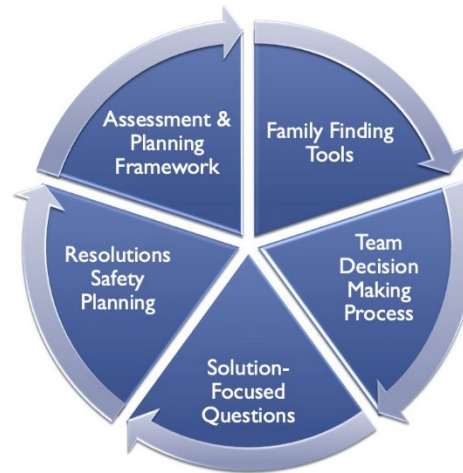 Assessment &
Planning
Framework
Family Finding
Tools
Team
Decision
Making
Process
Solution-
Focused
Questions
Resolutions
Safety
Planning